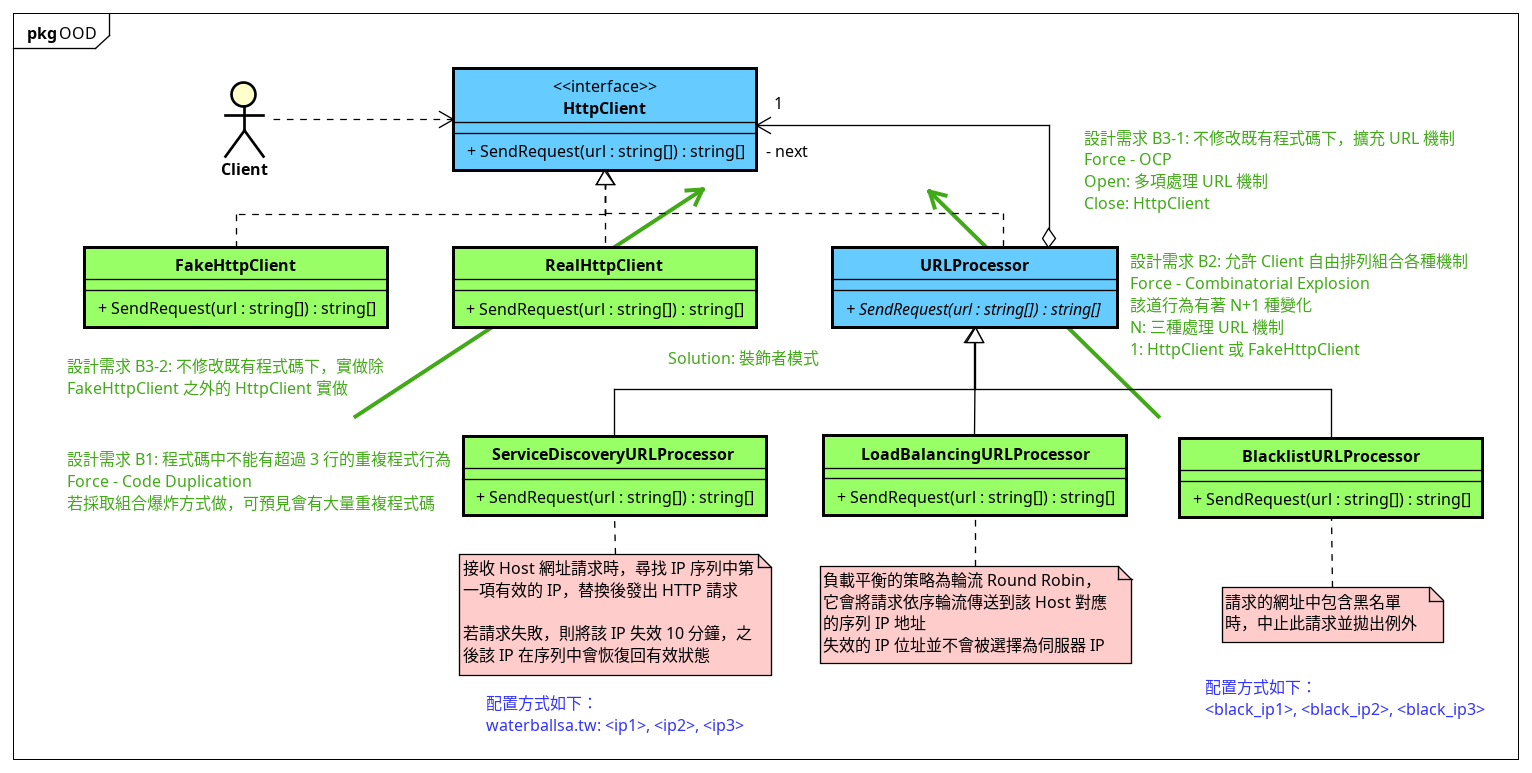 pkg OOD
<<interface>>
HttpClient
+ SendRequest(url : string[]) : string[]
1
- next
Client
設計需求 B3-1: 不修改既有程式碼下，擴充 URL 機制
Force - OCP
Open: 多項處理 URL 機制
Close: HttpClient
FakeHttpClient
+ SendRequest(url : string[]) : string[]
RealHttpClient
+ SendRequest(url : string[]) : string[]
URLProcessor
+ SendRequest(url : string[]) : string[]
設計需求 B2: 允許 Client 自由排列組合各種機制
Force - Combinatorial Explosion
該道行為有著 N+1 種變化
N: 三種處理 URL 機制
1: HttpClient 或 FakeHttpClient
設計需求 B3-2: 不修改既有程式碼下，實做除
FakeHttpClient 之外的 HttpClient 實做
Solution: 裝飾者模式
設計需求 B1: 程式碼中不能有超過 3 行的重複程式行為
Force - Code Duplication
若採取組合爆炸方式做，可預見會有大量重複程式碼
ServiceDiscoveryURLProcessor
+ SendRequest(url : string[]) : string[]
LoadBalancingURLProcessor
+ SendRequest(url : string[]) : string[]
BlacklistURLProcessor
+ SendRequest(url : string[]) : string[]
接收 Host 網址請求時，尋找 IP 序列中第
一項有效的 IP，替換後發出 HTTP 請求
若請求失敗，則將該 IP 失效 10 分鐘，之
後該 IP 在序列中會恢復回有效狀態
負載平衡的策略為輪流 Round Robin，
它會將請求依序輪流傳送到該 Host 對應
的序列 IP 地址
失效的 IP 位址並不會被選擇為伺服器 IP
請求的網址中包含黑名單
時，中止此請求並拋出例外
配置方式如下：
waterballsa.tw: <ip1>, <ip2>, <ip3>
配置方式如下：
<black_ip1>, <black_ip2>, <black_ip3>